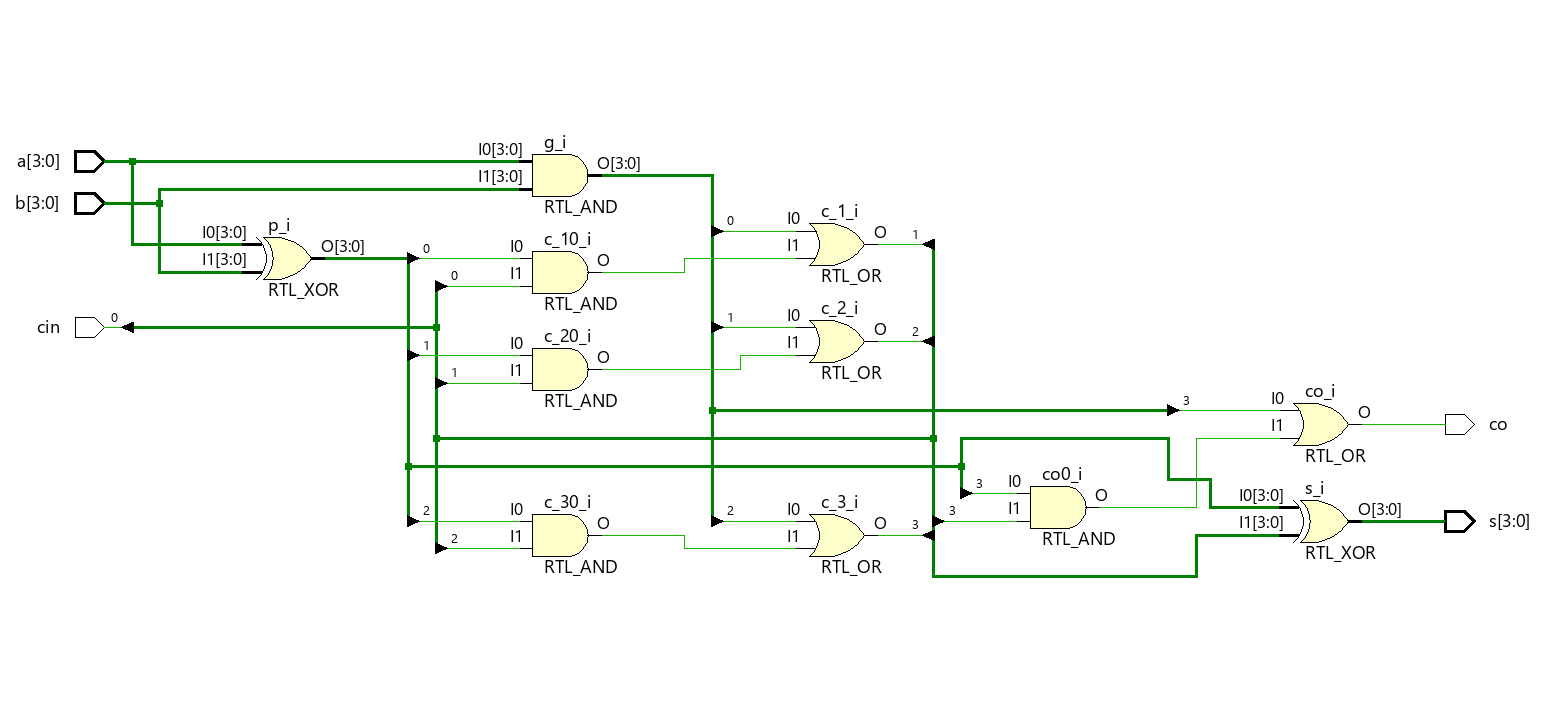 g_i
a[3:0]
I0[3:0]
O[3:0]
I1[3:0]
b[3:0]
RTL_AND
p_i
c_1_i
I0[3:0]
O[3:0]
0
I0
O
1
I1[3:0]
0
c_10_i
I0
O
I1
RTL_OR
RTL_XOR
0
I1
RTL_AND
cin
0
c_20_i
1
I0
c_2_i
O
2
1
I0
O
I1
RTL_OR
1
I1
RTL_AND
3
I0
co_i
O
co
I1
RTL_OR
c_30_i
2
I0
O
2
I1
RTL_AND
2
I0
c_3_i
O
3
I1
RTL_OR
3
I0
co0_i
O
3
I1
RTL_AND
I0[3:0]
s_i
O[3:0]
s[3:0]
I1[3:0]
RTL_XOR